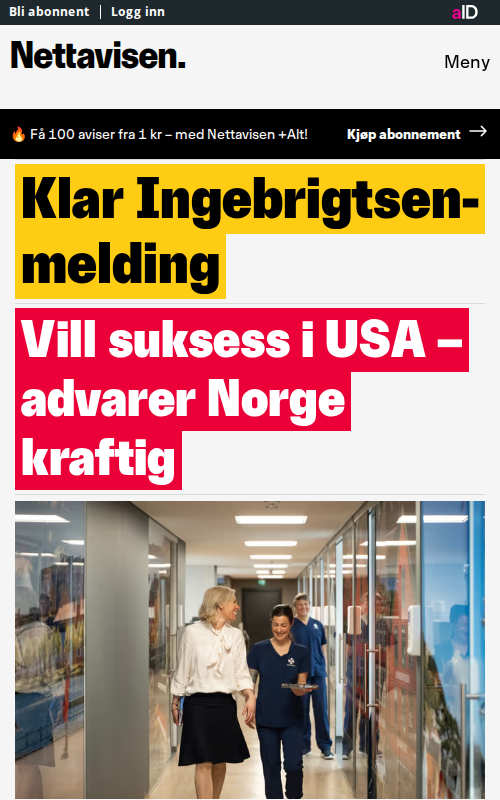 Bli abonnent | Logg inn
aID
Nettavisen.
Meny
🔥 Få 100 aviser fra 1 kr – med Nettavisen +Alt!
Kjøp abonnement →
Klar Ingebrigtsen-
melding
Vill suksess i USA –
advarer Norge
kraftig